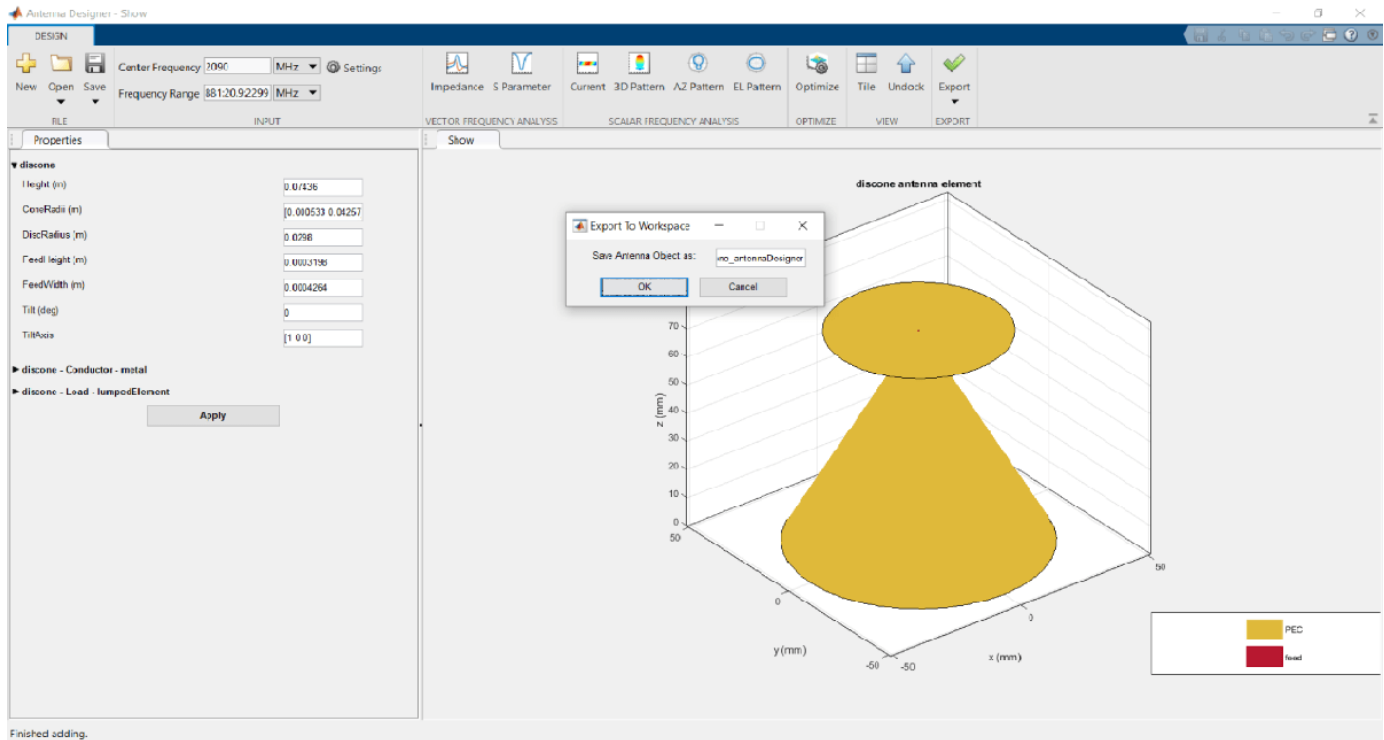 Antenna Designer - Show
DESIGN
New Open Save
FILE
Center Frequency 2090 MHz Settings
Frequency Range 881:20.92299 MHz
INPUT
Impedance S Parameter
VECTOR FREQUENCY ANALYSIS
Current 3D Pattern AZ Pattern EL Pattern
SCALAR FREQUENCY ANALYSIS
Optimize
OPTIMIZE
Tile Undock
VIEW
Export
EXPORT
Properties
discone
Height (m) 0.07436
ConeRadii (m) [0.000533 0.04257
DiscRadius (m) 0.0298
FeedHeight (m) 0.0003198
FeedWidth (m) 0.0004264
Tilt (deg) 0
TiltAxis [1 0 0]
discone - Conductor - metal
discone - Load - lumpedElement
Apply
Show
discone antenna element
Export To Workspace
Save Antenna Object as: ne_antennaDesigner
OK Cancel
70
60
50
40
30
20
10
0
z (mm)
50
0
-50
y (mm)
-50
0
50
x (mm)
PEC
feed
Finished adding.